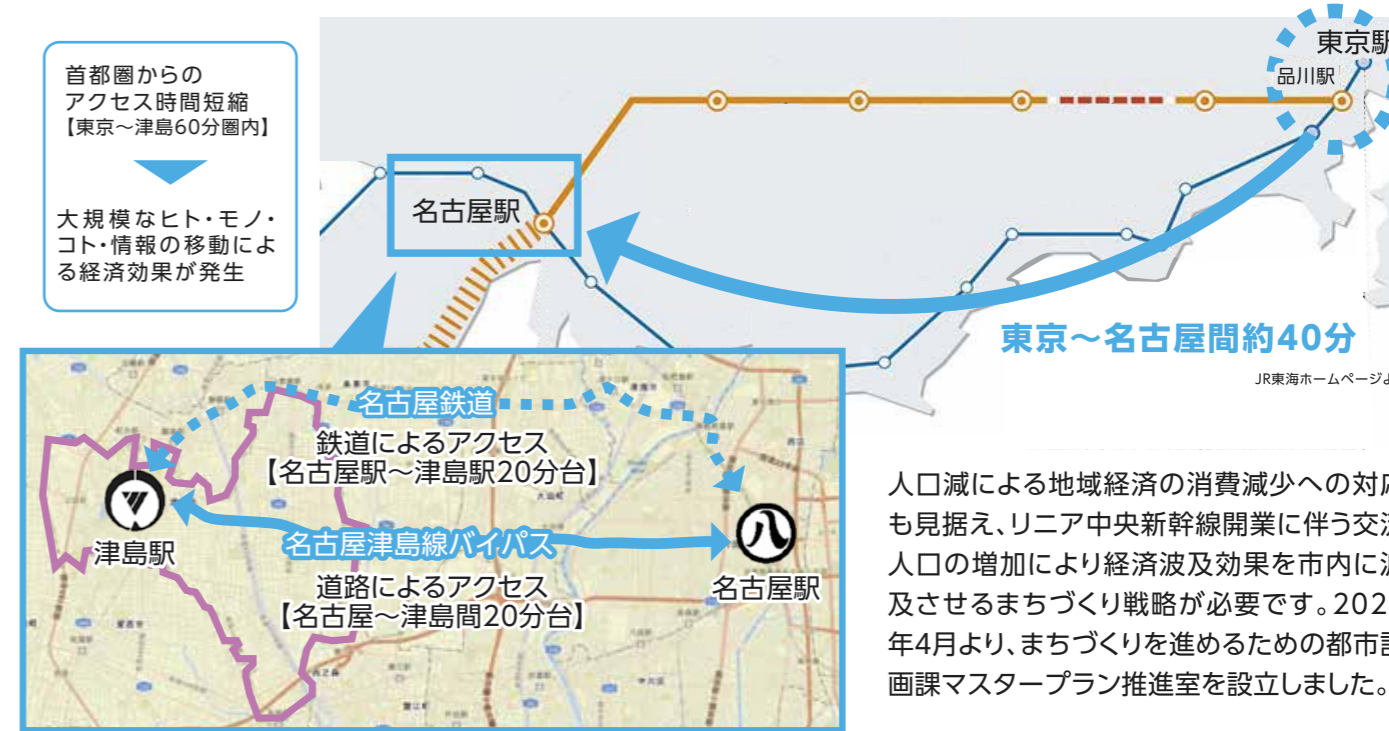 首都圏からの
アクセス時間短縮
【東京～津島60分圏内】
大規模なヒト・モノ・
コト・情報の移動によ
る経済効果が発生
東京駅
品川駅
名古屋駅
東京～名古屋間約40分
JR東海ホームページよ
名古屋鉄道
鉄道によるアクセス
【名古屋駅～津島駅20分台】
津島駅
名古屋津島線バイパス
道路によるアクセス
【名古屋～津島間20分台】
八
名古屋駅
人口減による地域経済の消費減少への対応
も見据え、リニア中央新幹線開業に伴う交流
人口の増加により経済波及効果を市内に波
及させるまちづくり戦略が必要です。202
年4月より、まちづくりを進めるための都市計
画課マスタープラン推進室を設立しました。